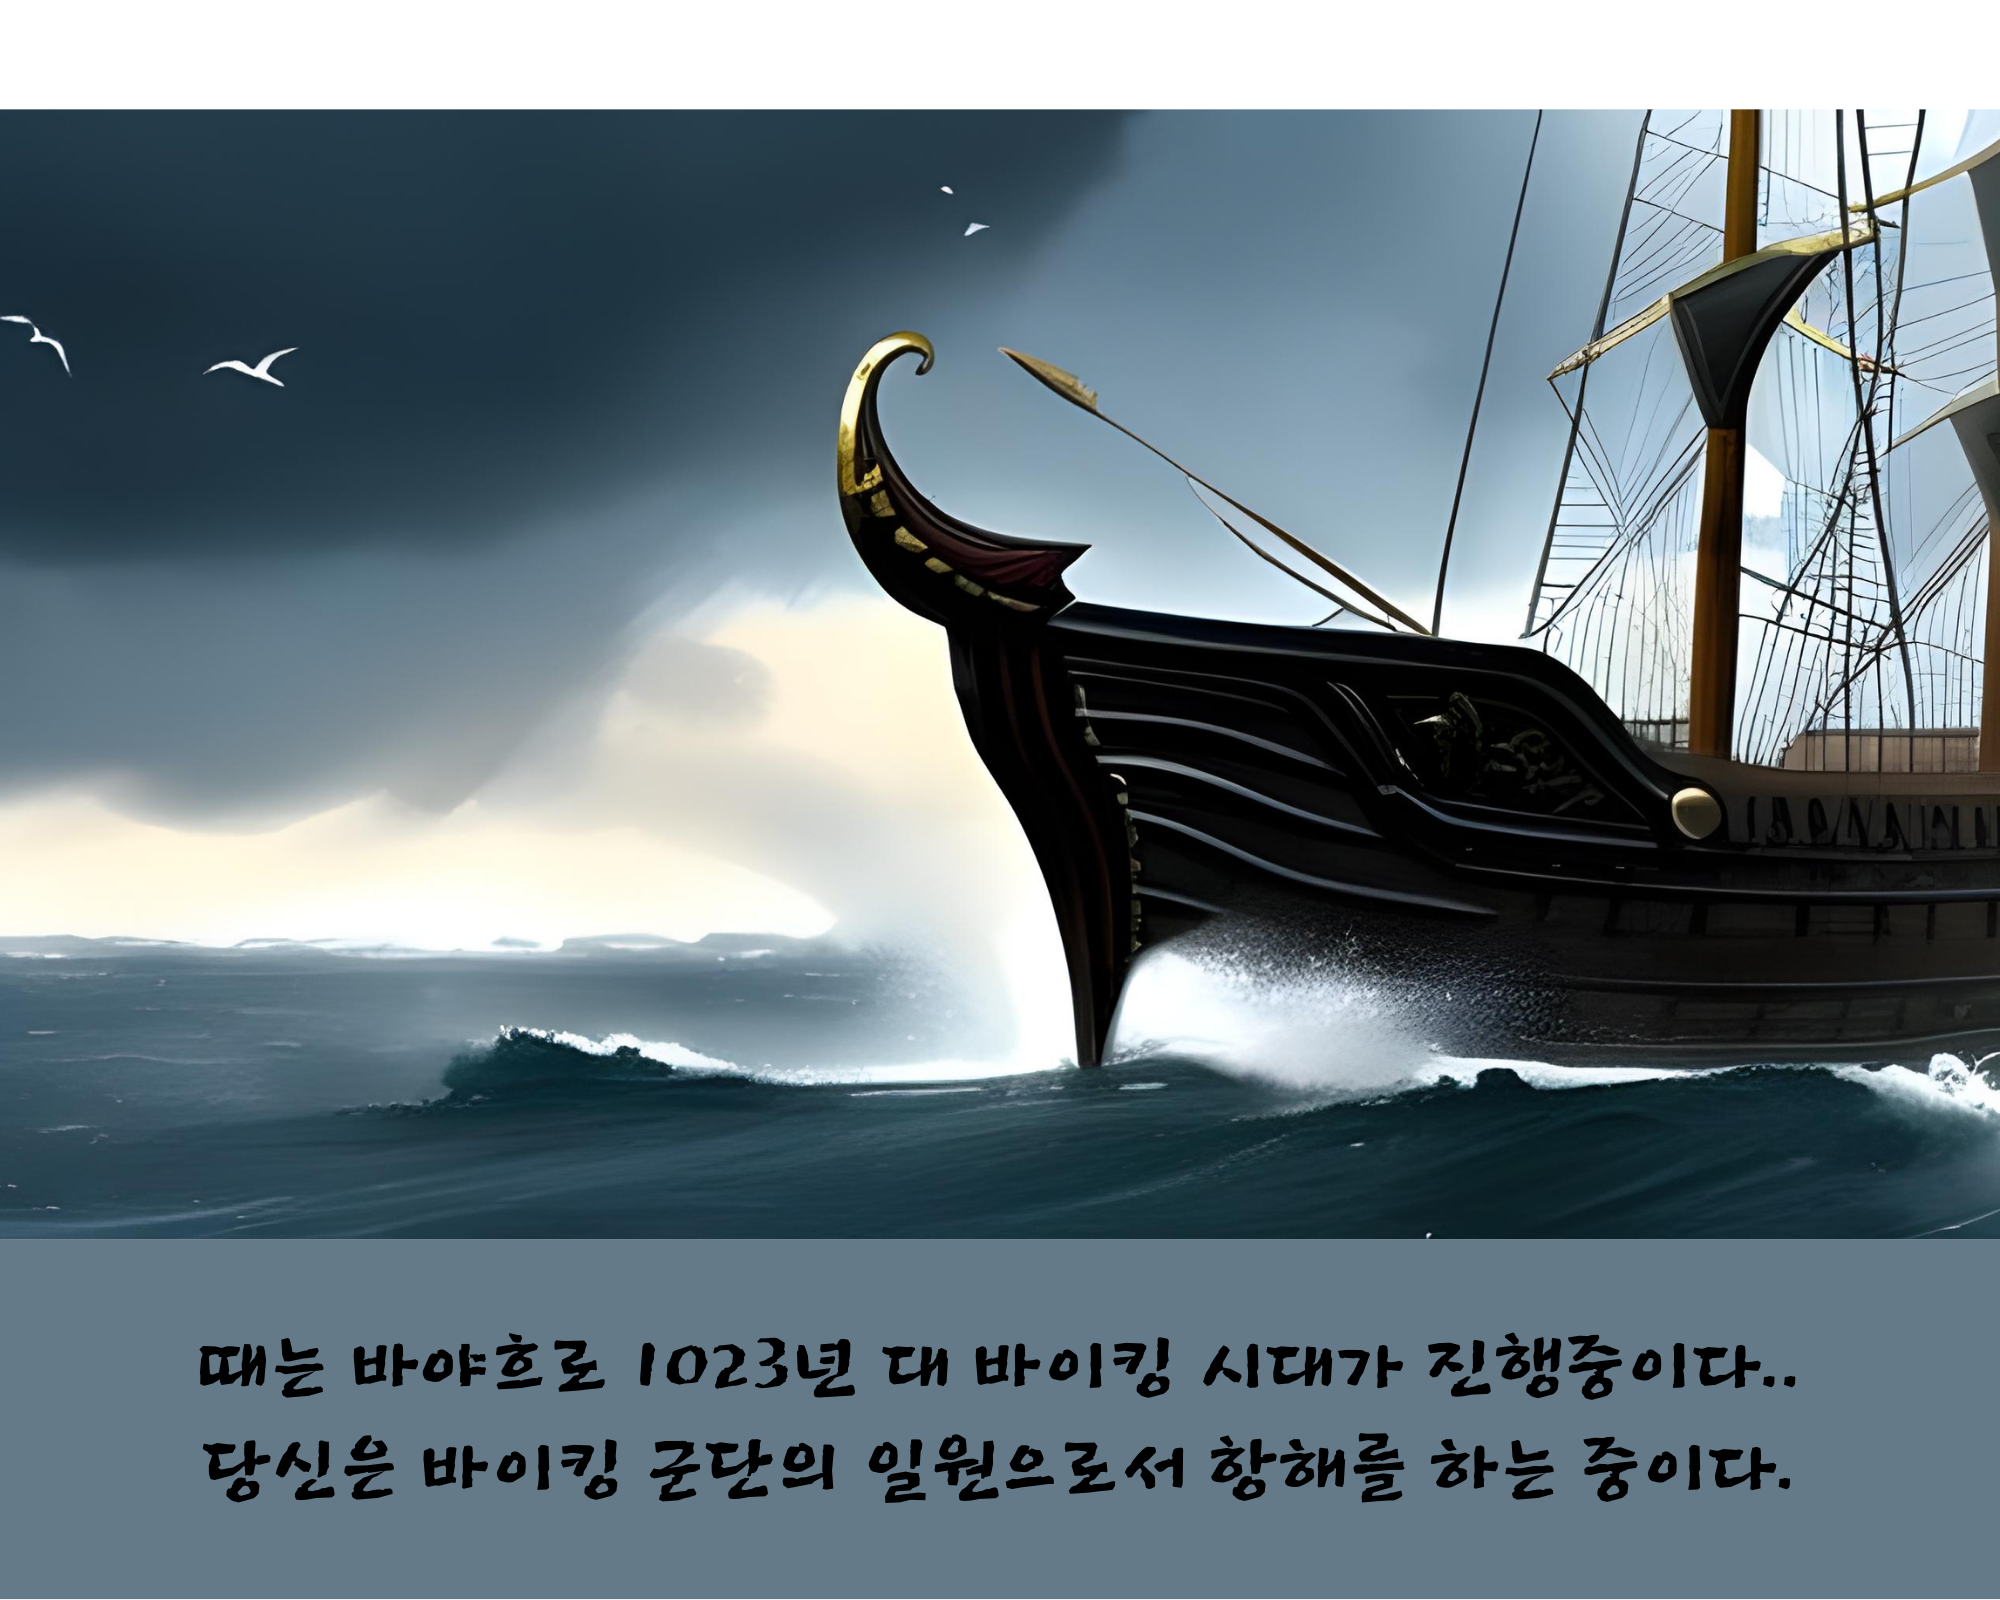 때는 바야흐로 1023년 대 바이킹 시대가 진행중이다..
당신은 바이킹 군단의 일원으로서 항해를 하는 중이다.